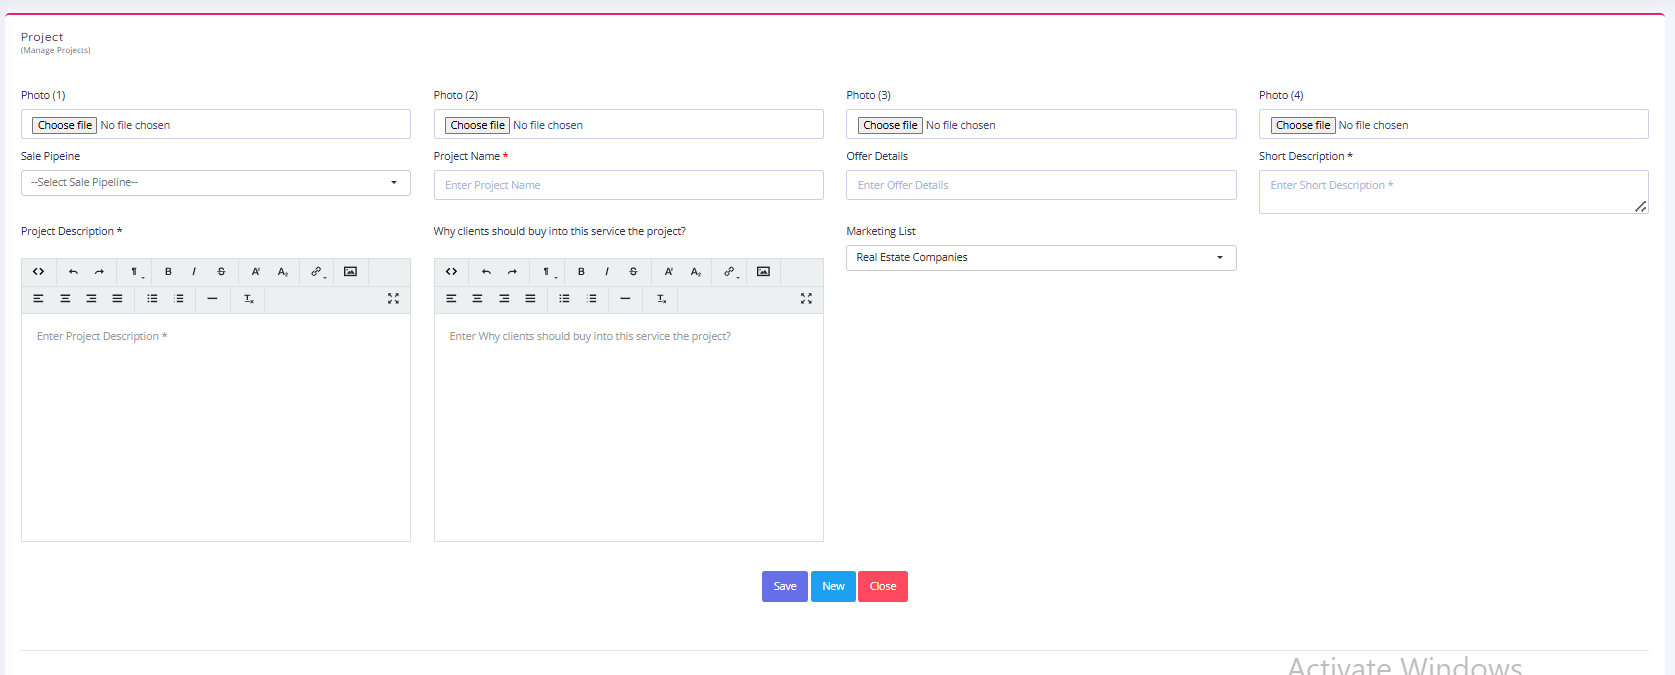 Project
(Manage Projects)
Photo (1) Photo (2) Photo (3) Photo (4)
Choose file No file chosen Choose file No file chosen Choose file No file chosen Choose file No file chosen
Sale Pipeine Project Name * Offer Details Short Description *
--Select Sale Pipeline-- Enter Project Name Enter Offer Details Enter Short Description *
Project Description * Why clients should buy into this service the project? Marketing List
Real Estate Companies
Enter Project Description * Enter Why clients should buy into this service the project?
Save New Close
Activate Windows